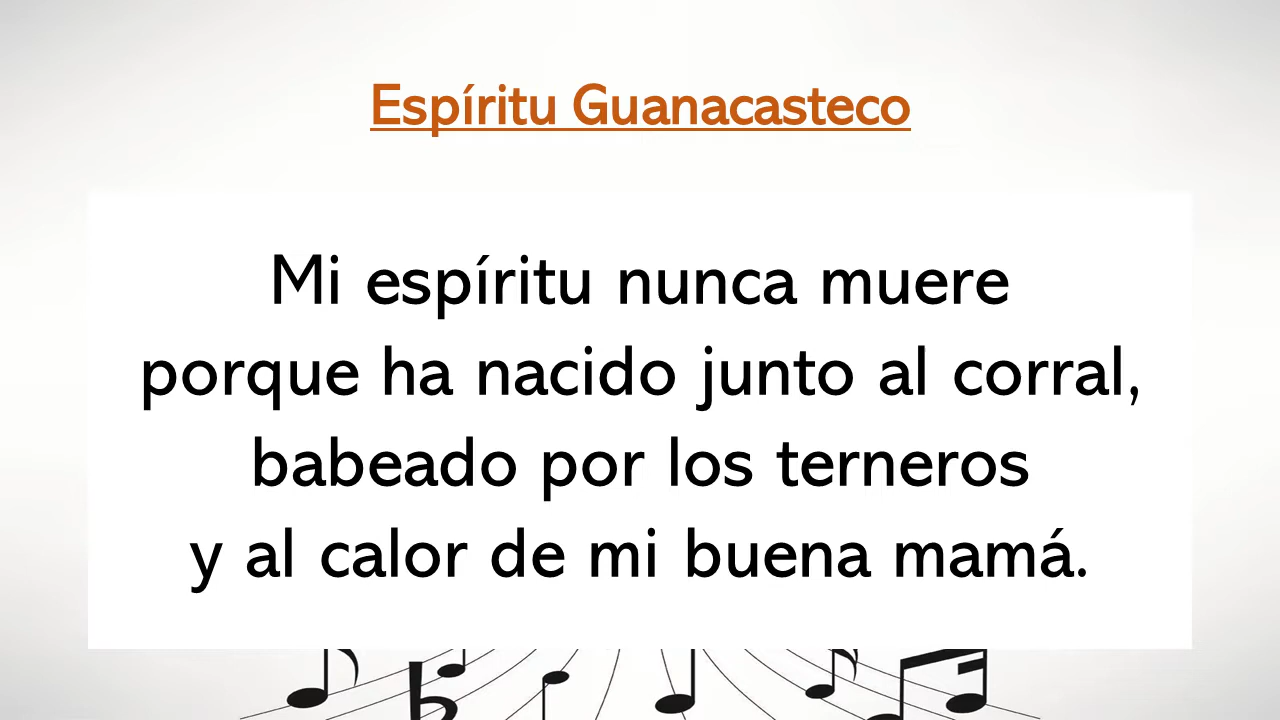 Espíritu Guanacasteco
Mi espíritu nunca muere
porque ha nacido junto al corral,
babeado por los terneros
y al calor de mi buena mamá.